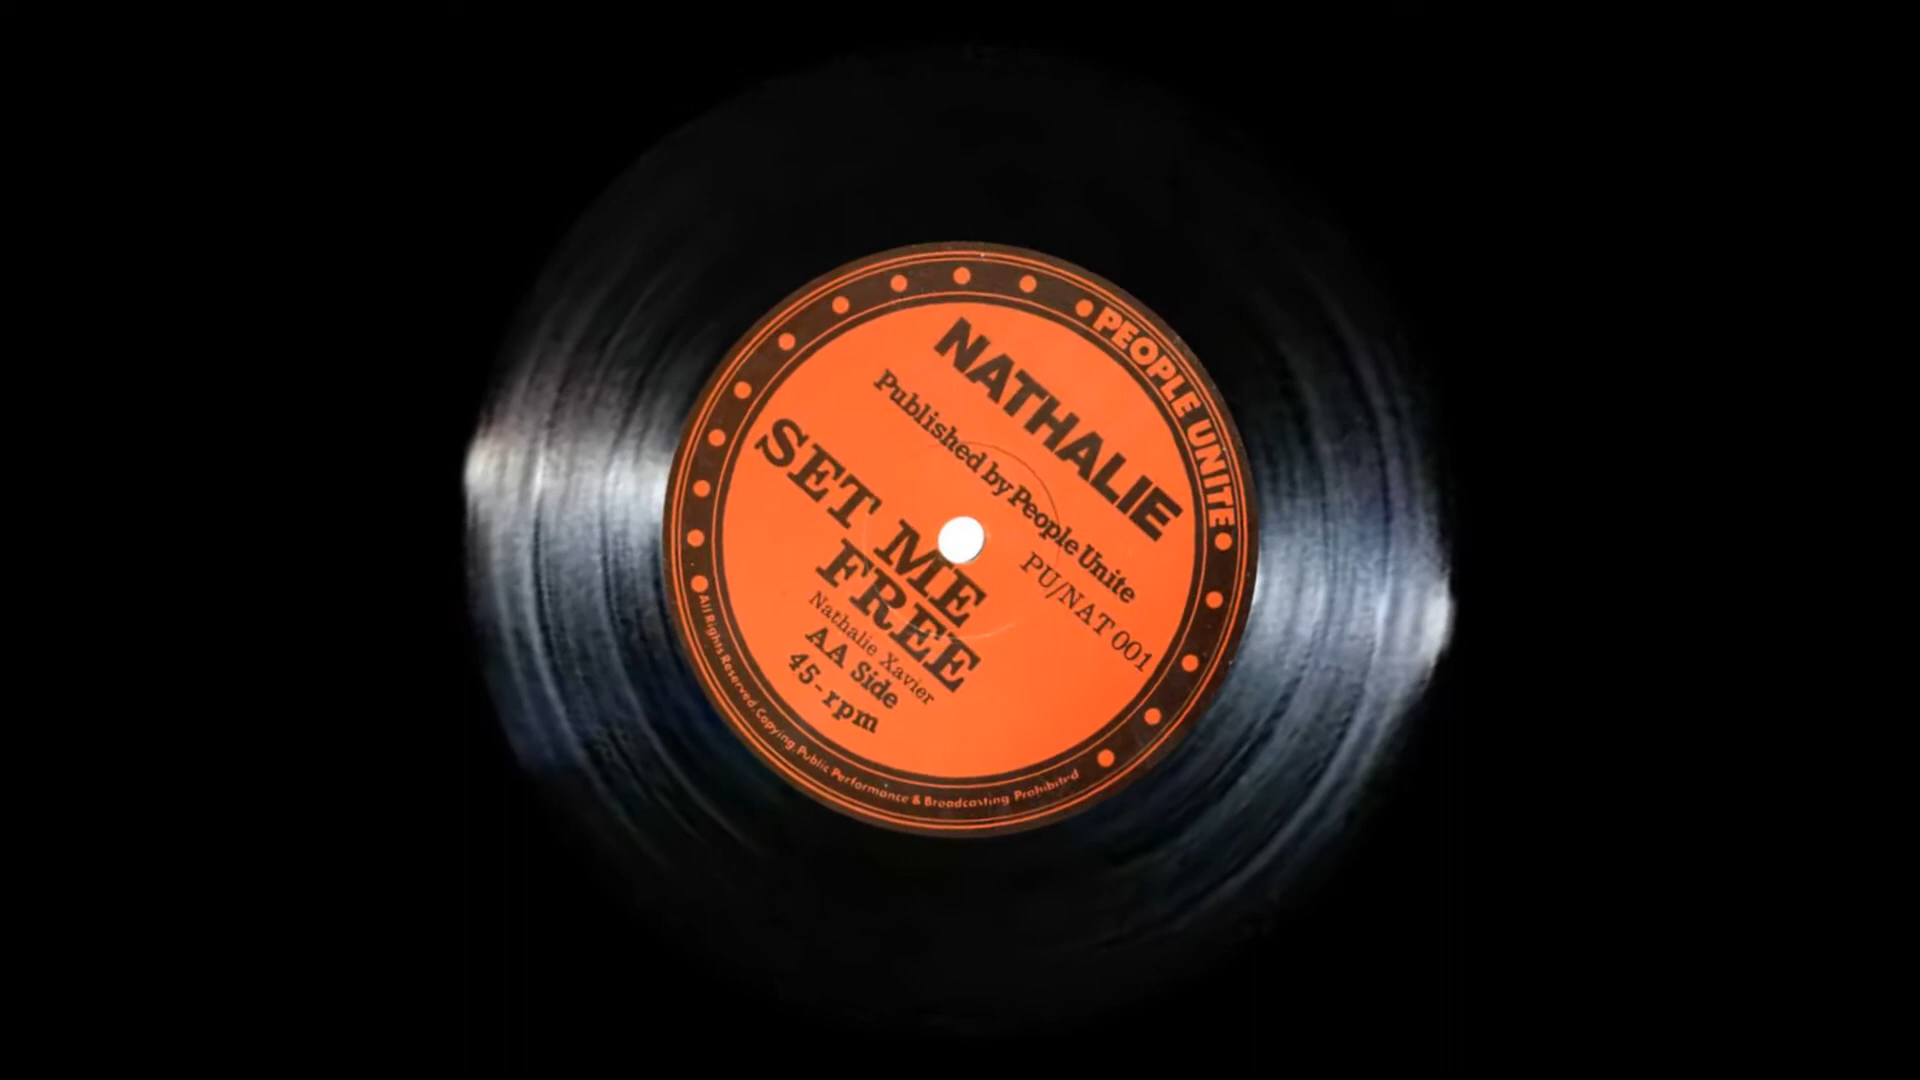 PEOPLE UNITE
NATHALIE
Published by People Unite
PU/NAT 001
SET ME
FREE
Nathalie Xavier
AA Side
45-rpm
All Rights Reserved. Copying, Public Performance & Broadcasting Prohibited